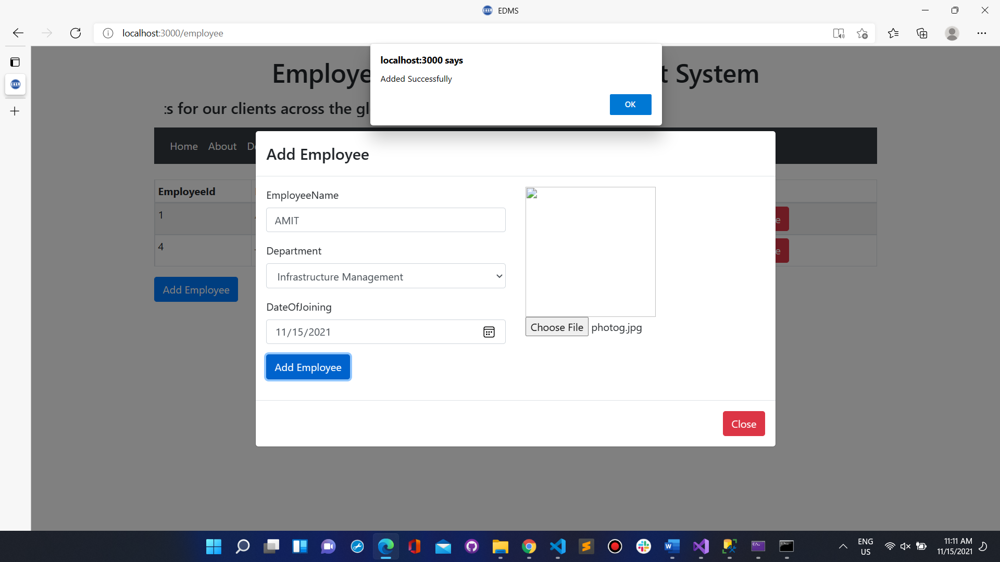 EDMS
localhost:3000/employee
localhost:3000 says
Added Successfully
OK
Employe t System
s for our clients across the gl
Home About D
Add Employee
EmployeeId
1
4
e
e
Add Employee
EmployeeName
AMIT
Department
Infrastructure Management
DateOfJoining
11/15/2021
Add Employee
Choose File photog.jpg
Close
ENG
US
11:11 AM
11/15/2021